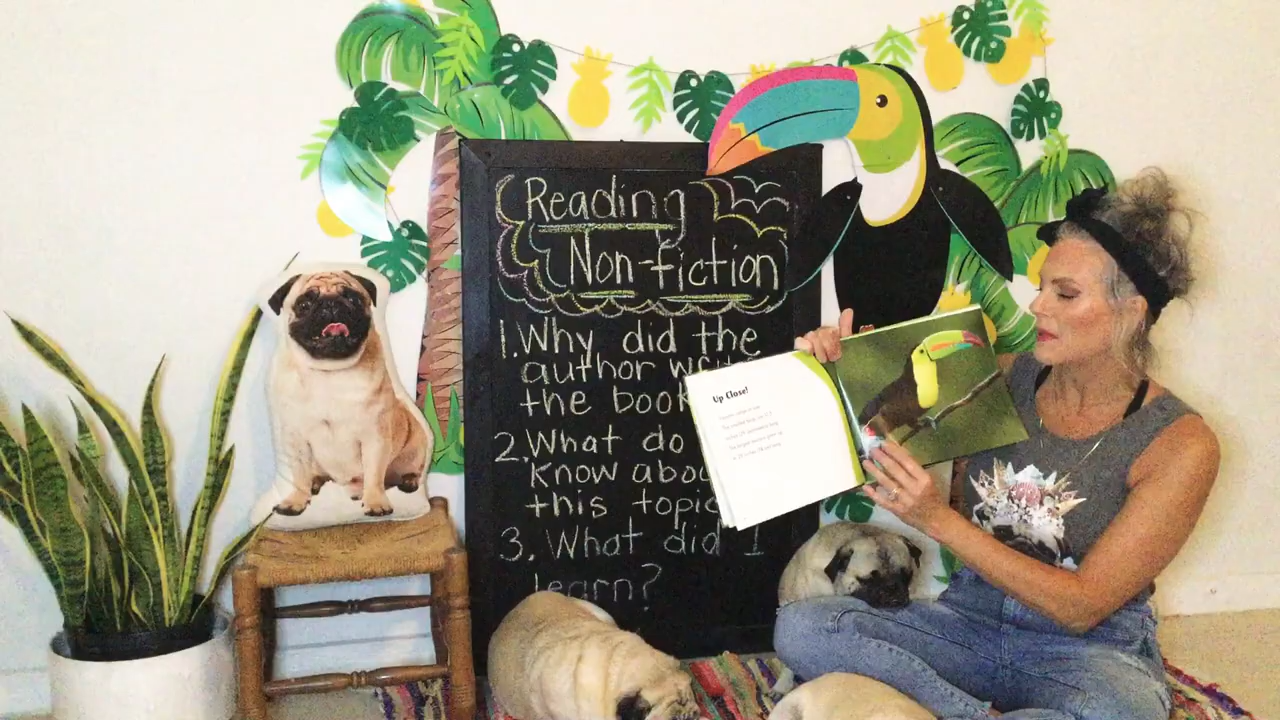 Reading
Non-fiction
1. Why did the
author
the book
2. What do
know
this topic
3. What did I
learn?
Up Close!